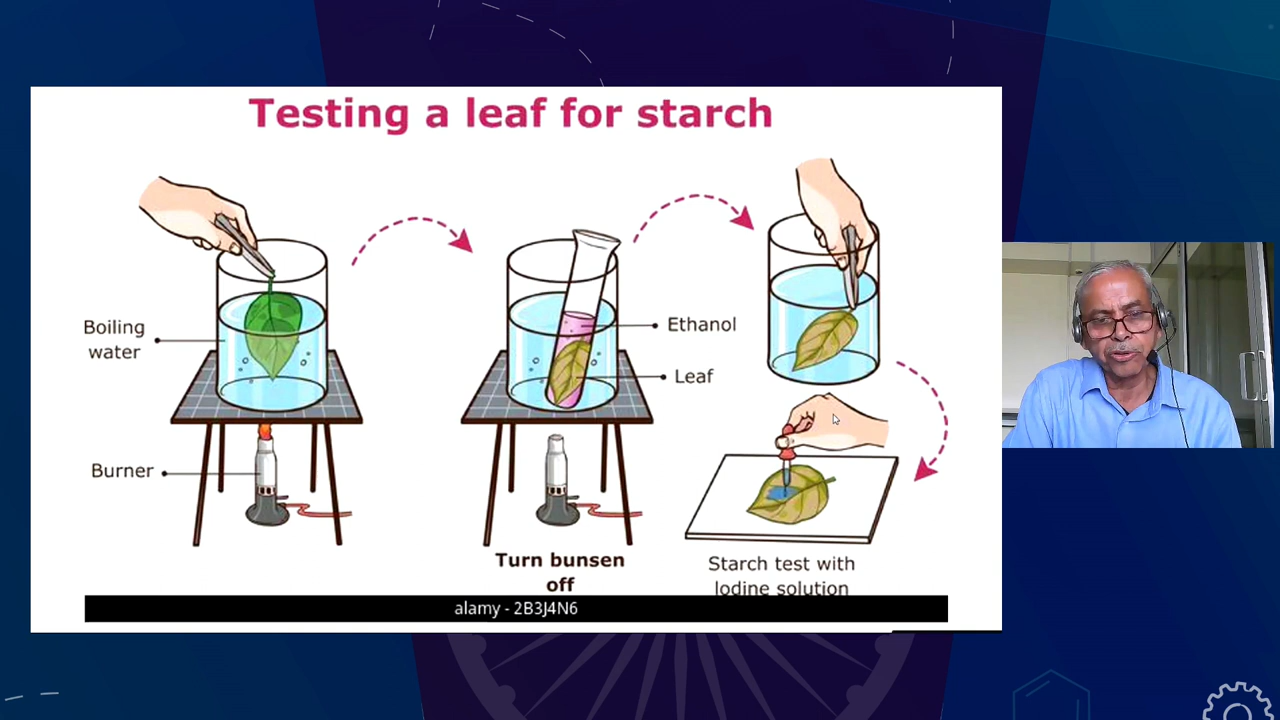 Testing a leaf for starch
Boiling
water
Burner
Ethanol
Leaf
Turn bunsen
off
Starch test with
Iodine solution
alamy - 2B3J4N6